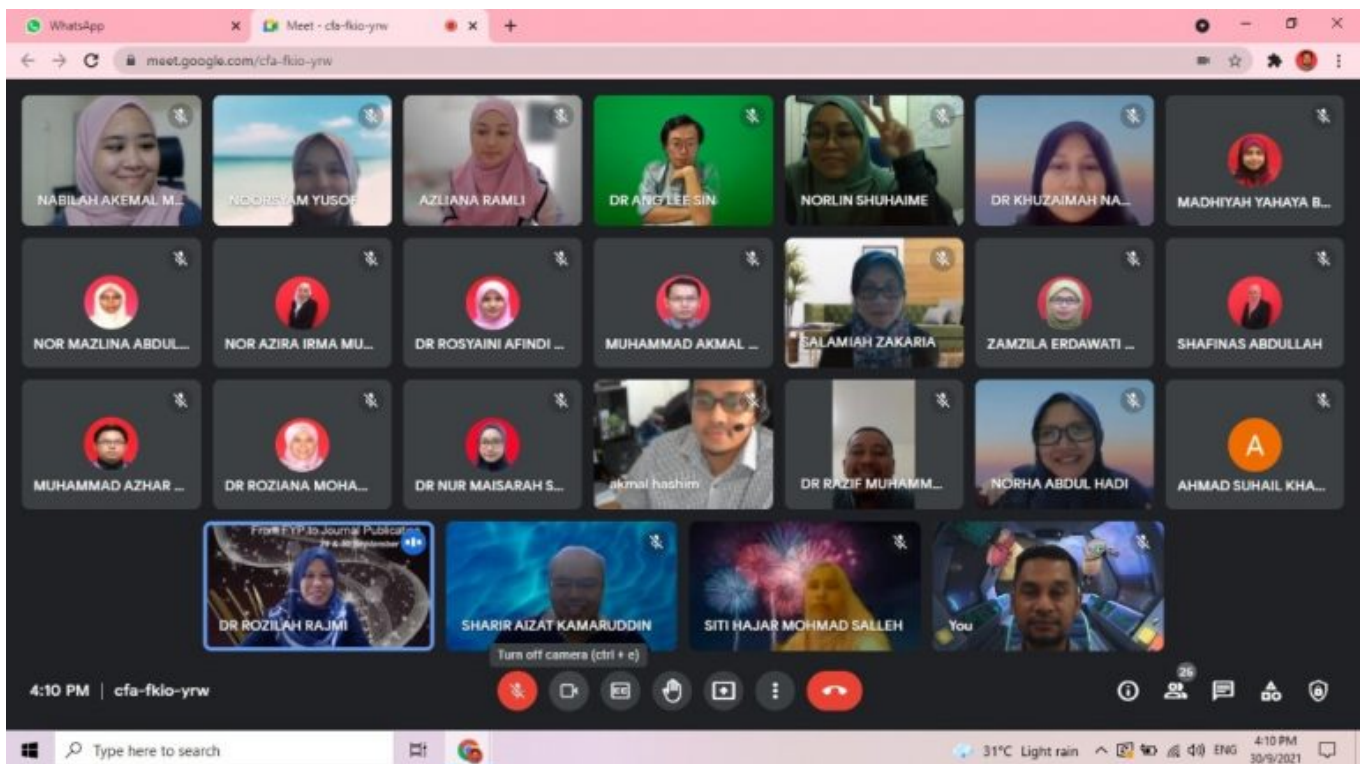 WhatsApp
Meet - cfa-fkio-yrw
meet.google.com/cfa-fkio-yrw
NABILAH AKEMAL M...
NOORSYAM YUSOF
AZLIANA RAMLI
DR ANG LEE SIN
NORLIN SHUHAIME
DR KHUZAIMAH NA...
MADHIYAH YAHAYA B...
NOR MAZLINA ABDUL...
NOR AZIRA IRMA MU...
DR ROSYAINI AFINDI ...
MUHAMMAD AKMAL ...
SALAMIAH ZAKARIA
ZAMZILA ERDAWATI ...
SHAFINAS ABDULLAH
MUHAMMAD AZHAR ...
DR ROZIANA MOHA...
DR NUR MAISARAH S...
akmal hashim
DR RAZIF MUHAMM...
NORHA ABDUL HADI
A
AHMAD SUHAIL KHA...
From FYP to Journal Publication
29 & 30 September
DR ROZILAH RAJMI
SHARIR AIZAT KAMARUDDIN
SITI HAJAR MOHMAD SALLEH
You
Turn off camera (ctrl + e)
4:10 PM | cfa-fkio-yrw
26
Type here to search
31°C Light rain
ENG
4:10 PM
30/9/2021